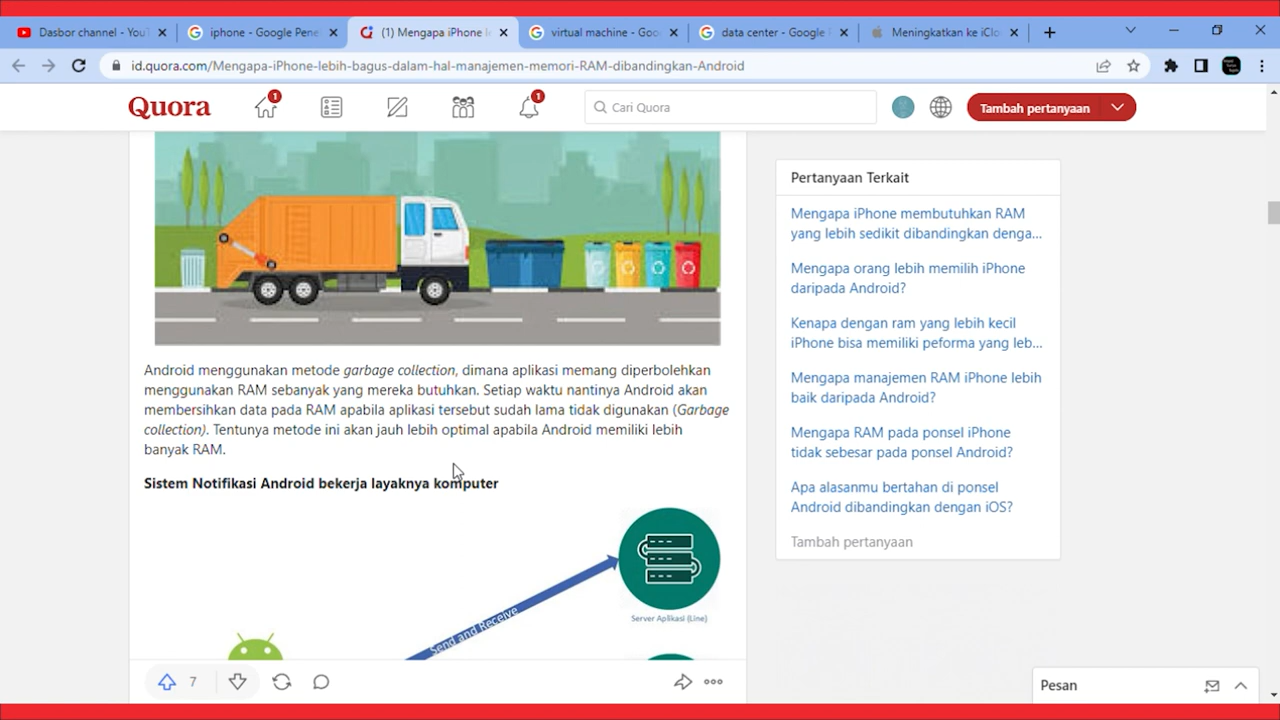 Dasbor channel - You
iphone - Google Pene
(1) Mengapa iPhone l
virtual machine - Goo
data center - Google
Meningkatkan ke iClo
id.quora.com/Mengapa-iPhone-lebih-bagus-dalam-hal-manajemen-memori-RAM-dibandingkan-Android
Quora
1
1
Cari Quora
Tambah pertanyaan
Android menggunakan metode garbage collection, dimana aplikasi memang diperbolehkan
menggunakan RAM sebanyak yang mereka butuhkan. Setiap waktu nantinya Android akan
membersihkan data pada RAM apabila aplikasi tersebut sudah lama tidak digunakan (Garbage
collection). Tentunya metode ini akan jauh lebih optimal apabila Android memiliki lebih
banyak RAM.
Sistem Notifikasi Android bekerja layaknya komputer
Send and Receive
Server Aplikasi (Line)
7
Pertanyaan Terkait
Mengapa iPhone membutuhkan RAM
yang lebih sedikit dibandingkan denga...
Mengapa orang lebih memilih iPhone
daripada Android?
Kenapa dengan ram yang lebih kecil
iPhone bisa memiliki peforma yang leb...
Mengapa manajemen RAM iPhone lebih
baik daripada Android?
Mengapa RAM pada ponsel iPhone
tidak sebesar pada ponsel Android?
Apa alasanmu bertahan di ponsel
Android dibandingkan dengan iOS?
Tambah pertanyaan
Pesan